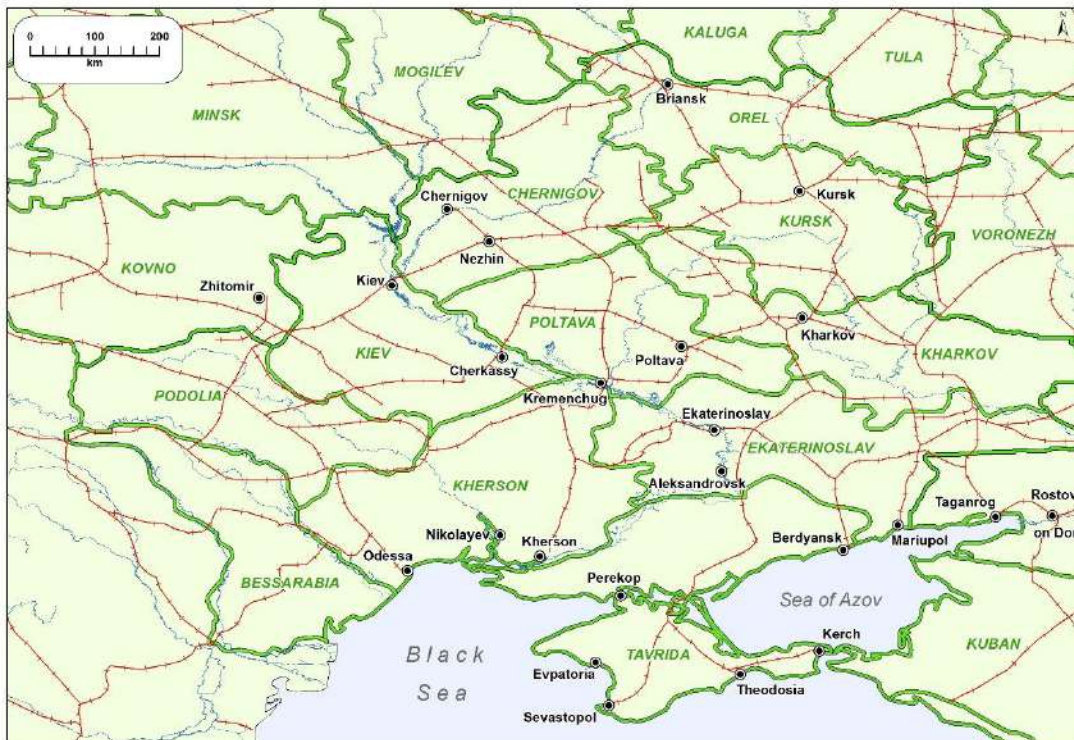 KALUGA
N
0 100 200
km
MOGILEV
TULA
MINSK
Briansk
OREL
Chernigov
CHERNIGOV
Kursk
KURSK
VORONEZH
Nezhin
KOVNO
Zhitomir
Kiev
POLTAVA
Kharkov
KIEV
Cherkassy
Poltava
KHARKOV
PODOLIA
Kremenchug
Ekaterinoslav
EKATERINOSLAV
KHERSON
Aleksandrovsk
Taganrog
Rostov
on Don
Nikolayev
Kherson
Berdyansk
Mariupol
Odessa
BESSARABIA
Perekop
Sea of Azov
Kerch
KUBAN
Black
Sea
Evpatoria
TAVRIDA
Theodosia
Sevastopol